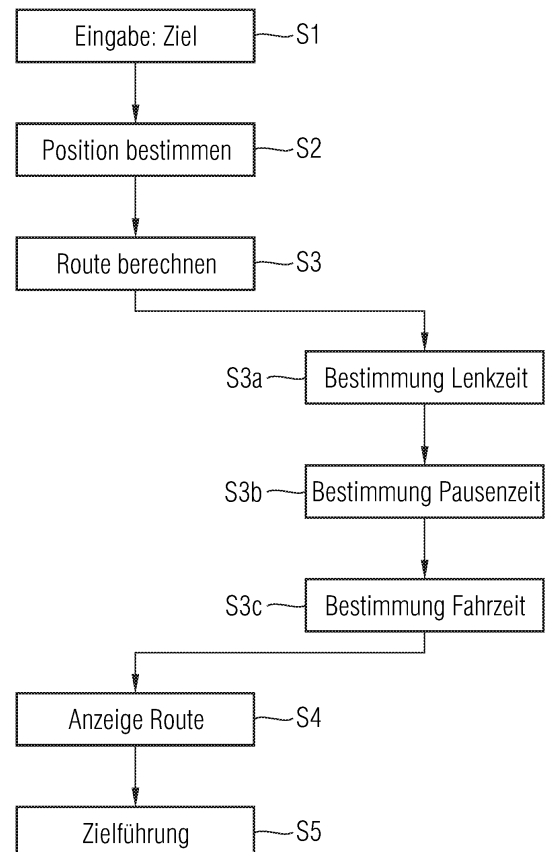 Eingabe: Ziel S1
Position bestimmen S2
Route berechnen S3
S3a Bestimmung Lenkzeit
S3b Bestimmung Pausenzeit
S3c Bestimmung Fahrzeit
Anzeige Route S4
Zielführung S5